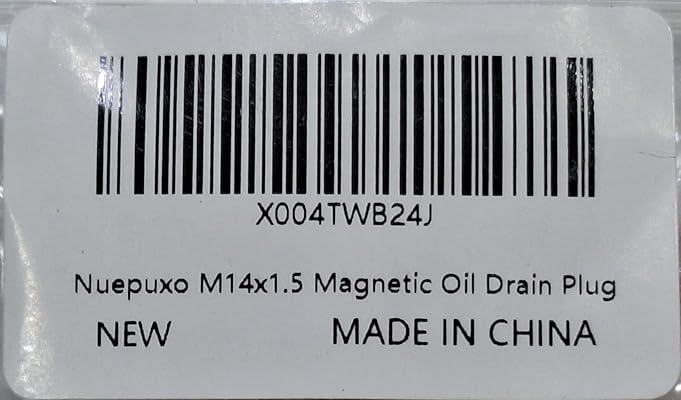 X004TWB24J
Nuepuxo M14x1.5 Magnetic Oil Drain Plug
NEW MADE IN CHINA